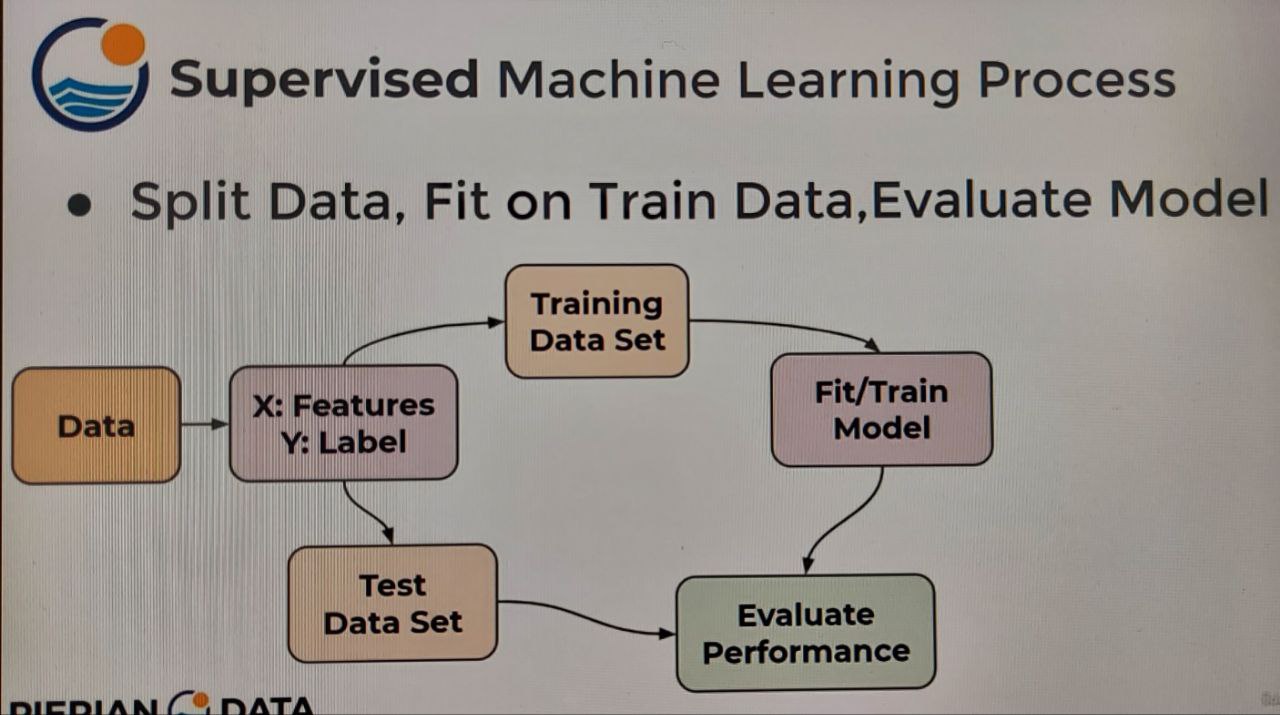 Supervised Machine Learning Process
● Split Data, Fit on Train Data,Evaluate Model
Training
Data Set
Data
X: Features
Y: Label
Fit/Train
Model
Test
Data Set
Evaluate
Performance
PIERIAN DATA